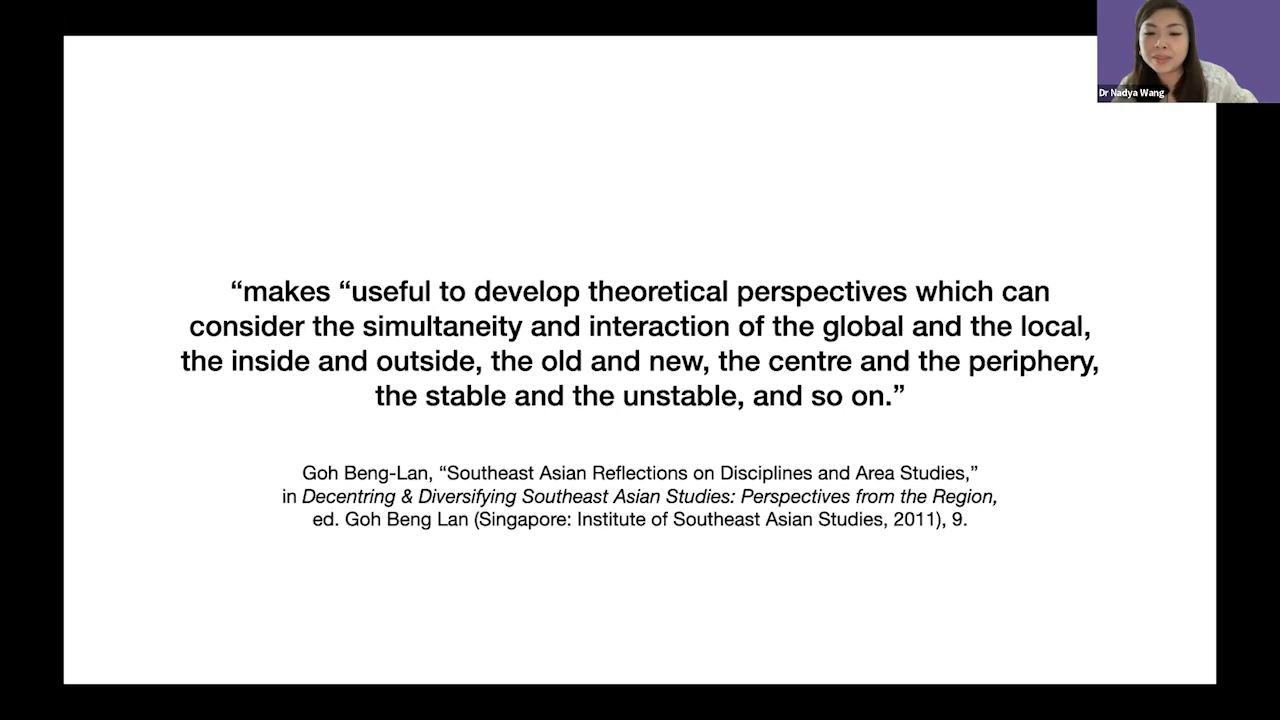 Dr Nadya Wang
“makes “useful to develop theoretical perspectives which can
consider the simultaneity and interaction of the global and the local,
the inside and outside, the old and new, the centre and the periphery,
the stable and the unstable, and so on.”
Goh Beng-Lan, “Southeast Asian Reflections on Disciplines and Area Studies,”
in Decentring & Diversifying Southeast Asian Studies: Perspectives from the Region,
ed. Goh Beng Lan (Singapore: Institute of Southeast Asian Studies, 2011), 9.